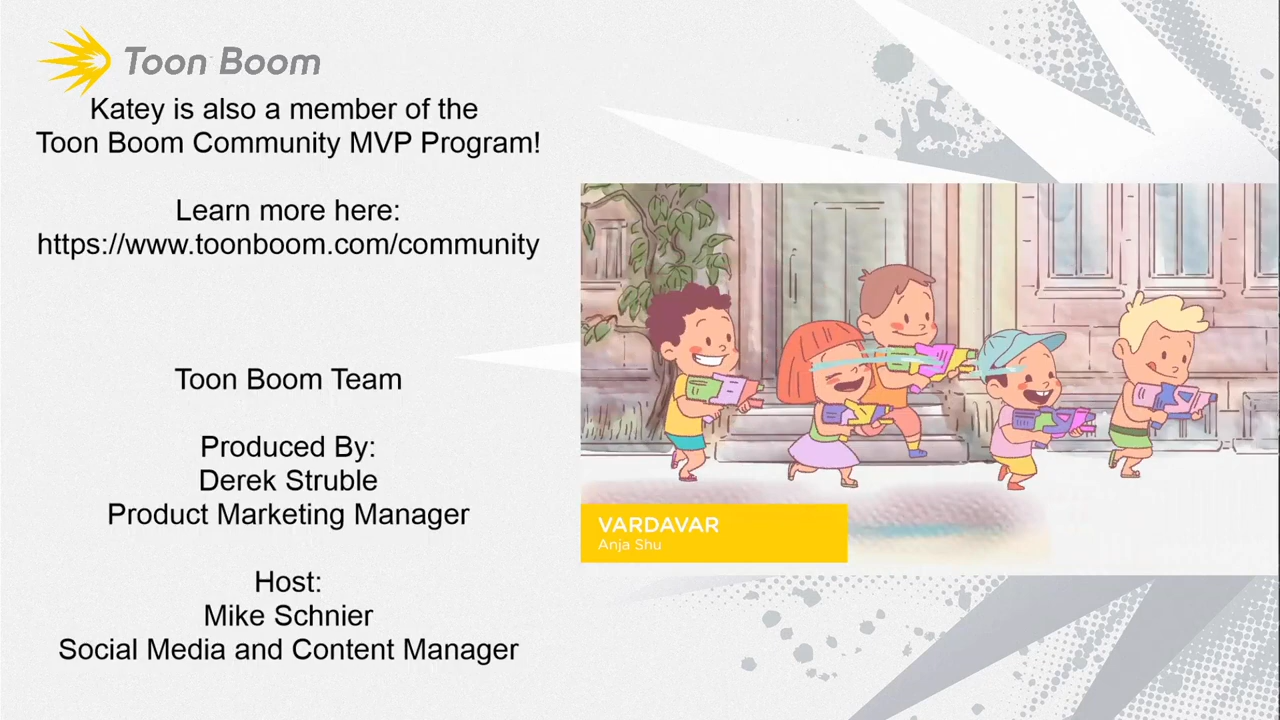 Toon Boom
Katey is also a member of the
Toon Boom Community MVP Program!
Learn more here:
https://www.toonboom.com/community
Toon Boom Team
Produced By:
Derek Struble
Product Marketing Manager
Host:
Mike Schnier
Social Media and Content Manager
VARDAVAR
Anja Shu